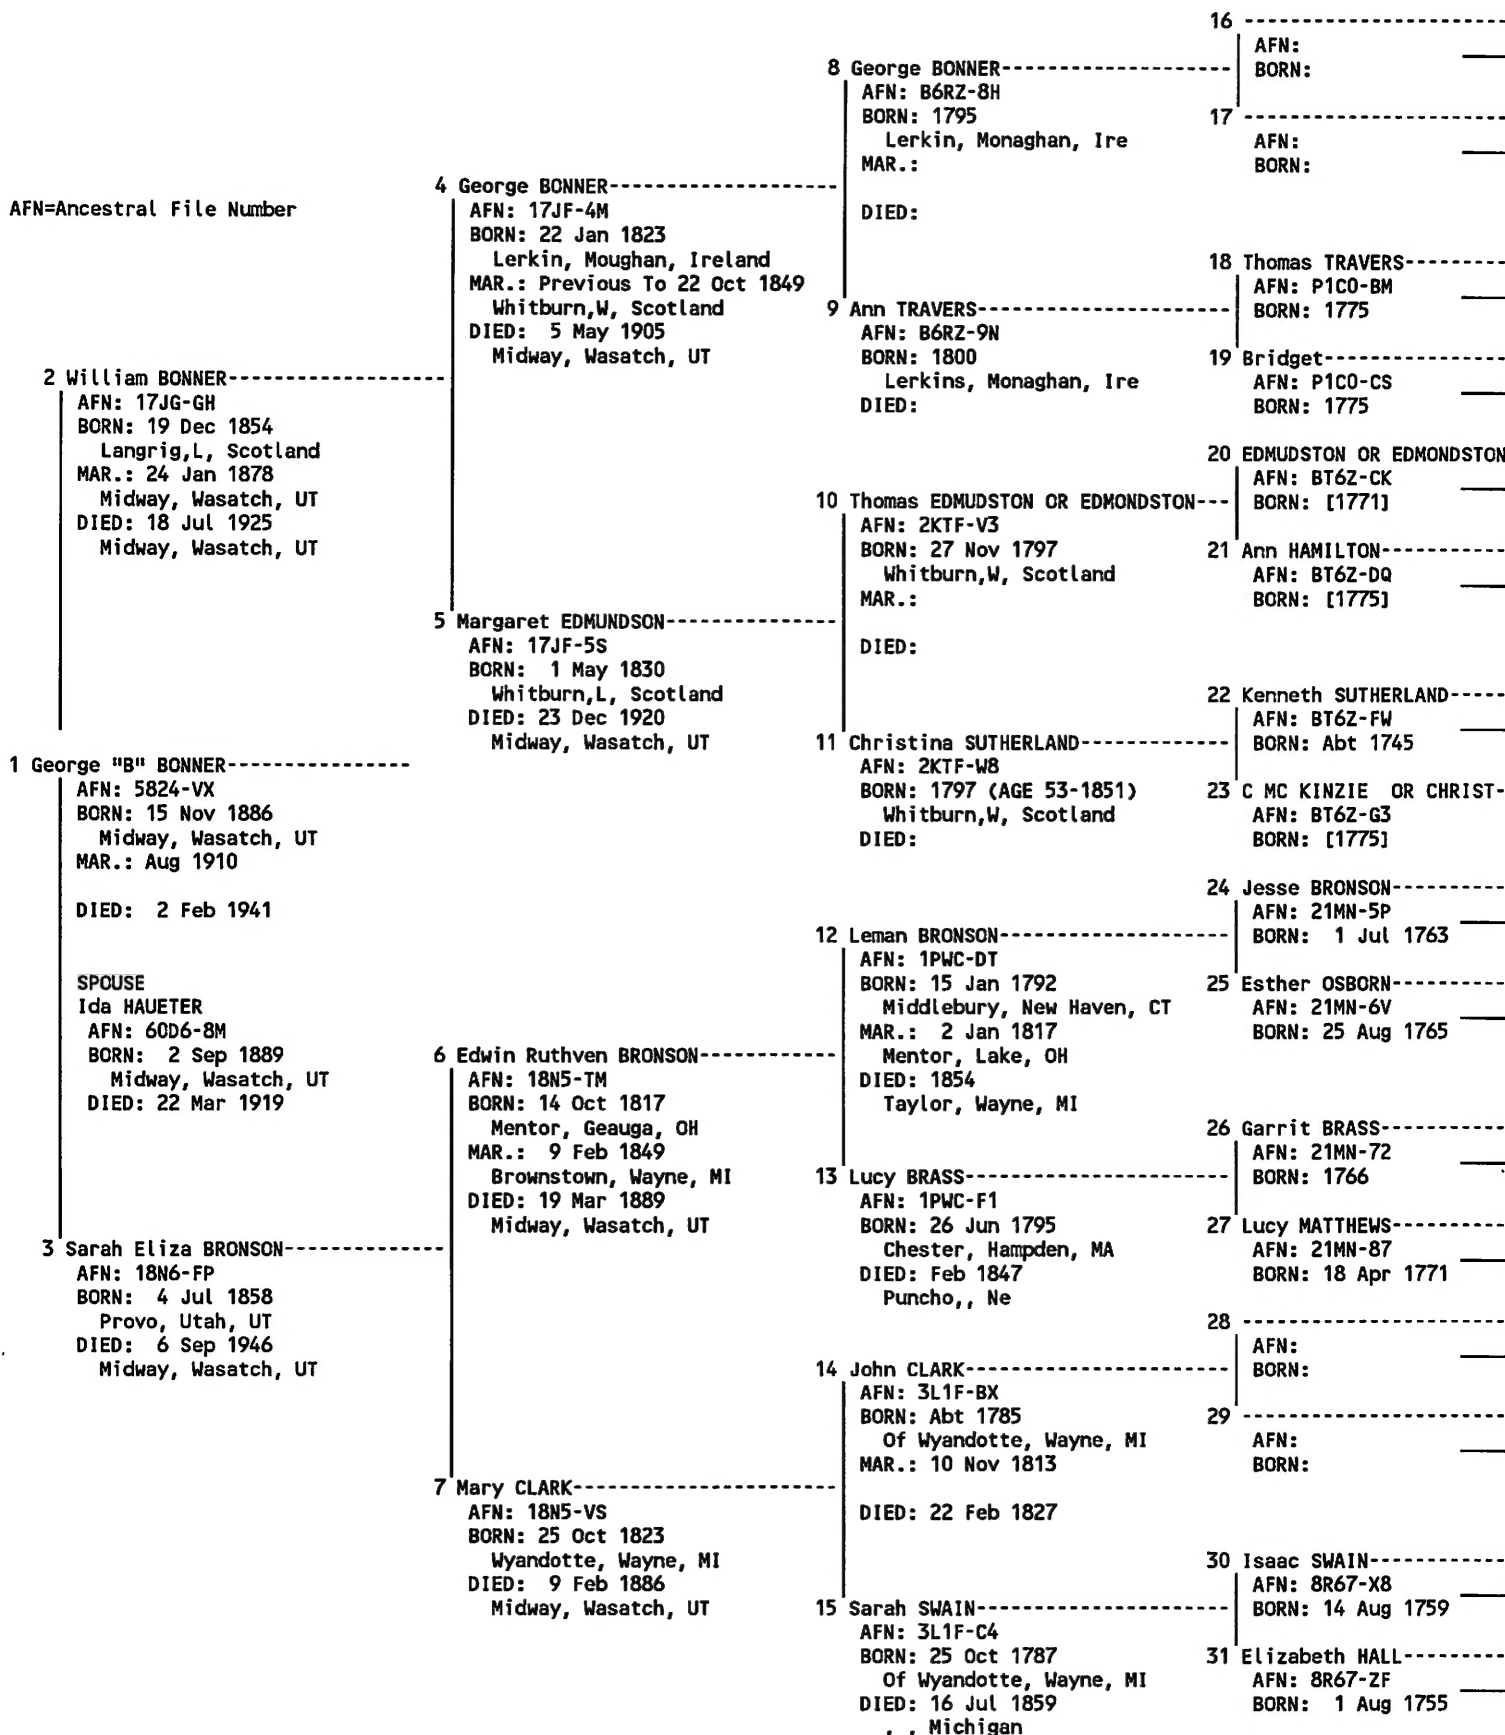 AFN=Ancestral File Number
1 George "B" BONNER---------------
AFN: 5824-VX
BORN: 15 Nov 1886
Midway, Wasatch, UT
MAR.: Aug 1910
DIED: 2 Feb 1941
SPOUSE
Ida HAUETER
AFN: 60D6-8M
BORN: 2 Sep 1889
Midway, Wasatch, UT
DIED: 22 Mar 1919
2 William BONNER------------------
AFN: 17JG-GH
BORN: 19 Dec 1854
Langrig,L, Scotland
MAR.: 24 Jan 1878
Midway, Wasatch, UT
DIED: 18 Jul 1925
Midway, Wasatch, UT
3 Sarah Eliza BRONSON-------------
AFN: 18N6-FP
BORN: 4 Jul 1858
Provo, Utah, UT
DIED: 6 Sep 1946
Midway, Wasatch, UT
4 George BONNER-------------------
AFN: 17JF-4M
BORN: 22 Jan 1823
Lerkin, Moughan, Ireland
MAR.: Previous To 22 Oct 1849
Whitburn,W, Scotland
DIED: 5 May 1905
Midway, Wasatch, UT
5 Margaret EDMUNDSON--------------
AFN: 17JF-5S
BORN: 1 May 1830
Whitburn,L, Scotland
DIED: 23 Dec 1920
Midway, Wasatch, UT
6 Edwin Ruthven BRONSON-----------
AFN: 18N5-TM
BORN: 14 Oct 1817
Mentor, Geauga, OH
MAR.: 9 Feb 1849
Brownstown, Wayne, MI
DIED: 19 Mar 1889
Midway, Wasatch, UT
7 Mary CLARK----------------------
AFN: 18N5-VS
BORN: 25 Oct 1823
Wyandotte, Wayne, MI
DIED: 9 Feb 1886
Midway, Wasatch, UT
8 George BONNER-------------------
AFN: B6RZ-8H
BORN: 1795
Lerkin, Monaghan, Ire
MAR.:
DIED:
9 Ann TRAVERS---------------------
AFN: B6RZ-9N
BORN: 1800
Lerkins, Monaghan, Ire
DIED:
10 Thomas EDMUDSTON OR EDMONDSTON---
AFN: 2KTF-V3
BORN: 27 Nov 1797
Whitburn,W, Scotland
MAR.:
DIED:
11 Christina SUTHERLAND------------
AFN: 2KTF-W8
BORN: 1797 (AGE 53-1851)
Whitburn,W, Scotland
DIED:
12 Leman BRONSON-------------------
AFN: 1PWC-DT
BORN: 15 Jan 1792
Middlebury, New Haven, CT
MAR.: 2 Jan 1817
Mentor, Lake, OH
DIED: 1854
Taylor, Wayne, MI
13 Lucy BRASS----------------------
AFN: 1PWC-F1
BORN: 26 Jun 1795
Chester, Hampden, MA
DIED: Feb 1847
Puncho,, Ne
14 John CLARK----------------------
AFN: 3L1F-BX
BORN: Abt 1785
Of Wyandotte, Wayne, MI
MAR.: 10 Nov 1813
DIED: 22 Feb 1827
15 Sarah SWAIN---------------------
AFN: 3L1F-C4
BORN: 25 Oct 1787
Of Wyandotte, Wayne, MI
DIED: 16 Jul 1859
, , Michigan
16 -----------------------
AFN:
BORN:
17 -----------------------
AFN:
BORN:
18 Thomas TRAVERS---------
AFN: P1C0-BM
BORN: 1775
19 Bridget----------------
AFN: P1C0-CS
BORN: 1775
20 EDMUDSTON OR EDMONDSTON
AFN: BT6Z-CK
BORN: [1771]
21 Ann HAMILTON-----------
AFN: BT6Z-DQ
BORN: [1775]
22 Kenneth SUTHERLAND-----
AFN: BT6Z-FW
BORN: Abt 1745
23 C MC KINZIE OR CHRIST-
AFN: BT6Z-G3
BORN: [1775]
24 Jesse BRONSON----------
AFN: 21MN-5P
BORN: 1 Jul 1763
25 Esther OSBORN----------
AFN: 21MN-6V
BORN: 25 Aug 1765
26 Garrit BRASS-----------
AFN: 21MN-72
BORN: 1766
27 Lucy MATTHEWS----------
AFN: 21MN-87
BORN: 18 Apr 1771
28 -----------------------
AFN:
BORN:
29 -----------------------
AFN:
BORN:
30 Isaac SWAIN------------
AFN: 8R67-X8
BORN: 14 Aug 1759
31 Elizabeth HALL---------
AFN: 8R67-ZF
BORN: 1 Aug 1755